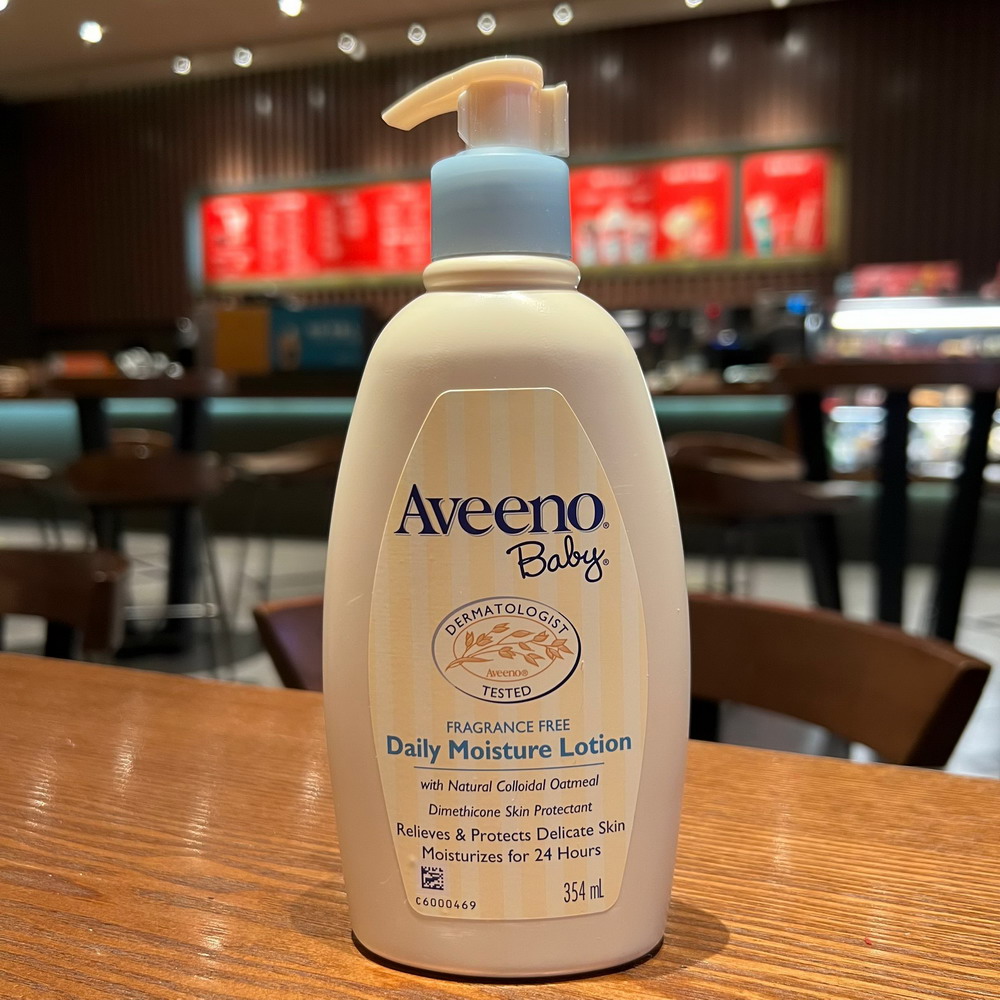 Aveeno®
Baby®
DERMATOLOGIST
Aveeno®
TESTED
FRAGRANCE FREE
Daily Moisture Lotion
with Natural Colloidal Oatmeal
Dimethicone Skin Protectant
Relieves & Protects Delicate Skin
Moisturizes for 24 Hours
C6000469
354 mL